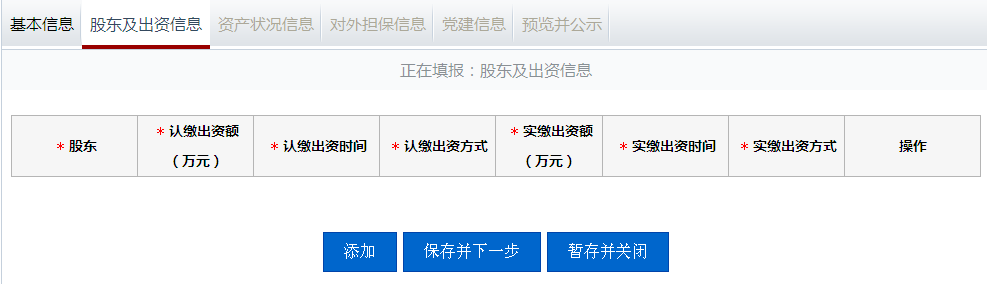 基本信息 股东及出资信息 资产状况信息 对外担保信息 党建信息 预览并公示
正在填报：股东及出资信息
* 股东 * 认缴出资额 * 认缴出资时间 * 认缴出资方式 * 实缴出资额 * 实缴出资时间 * 实缴出资方式 操作
（万元） （万元）
添加 保存并下一步 暂存并关闭